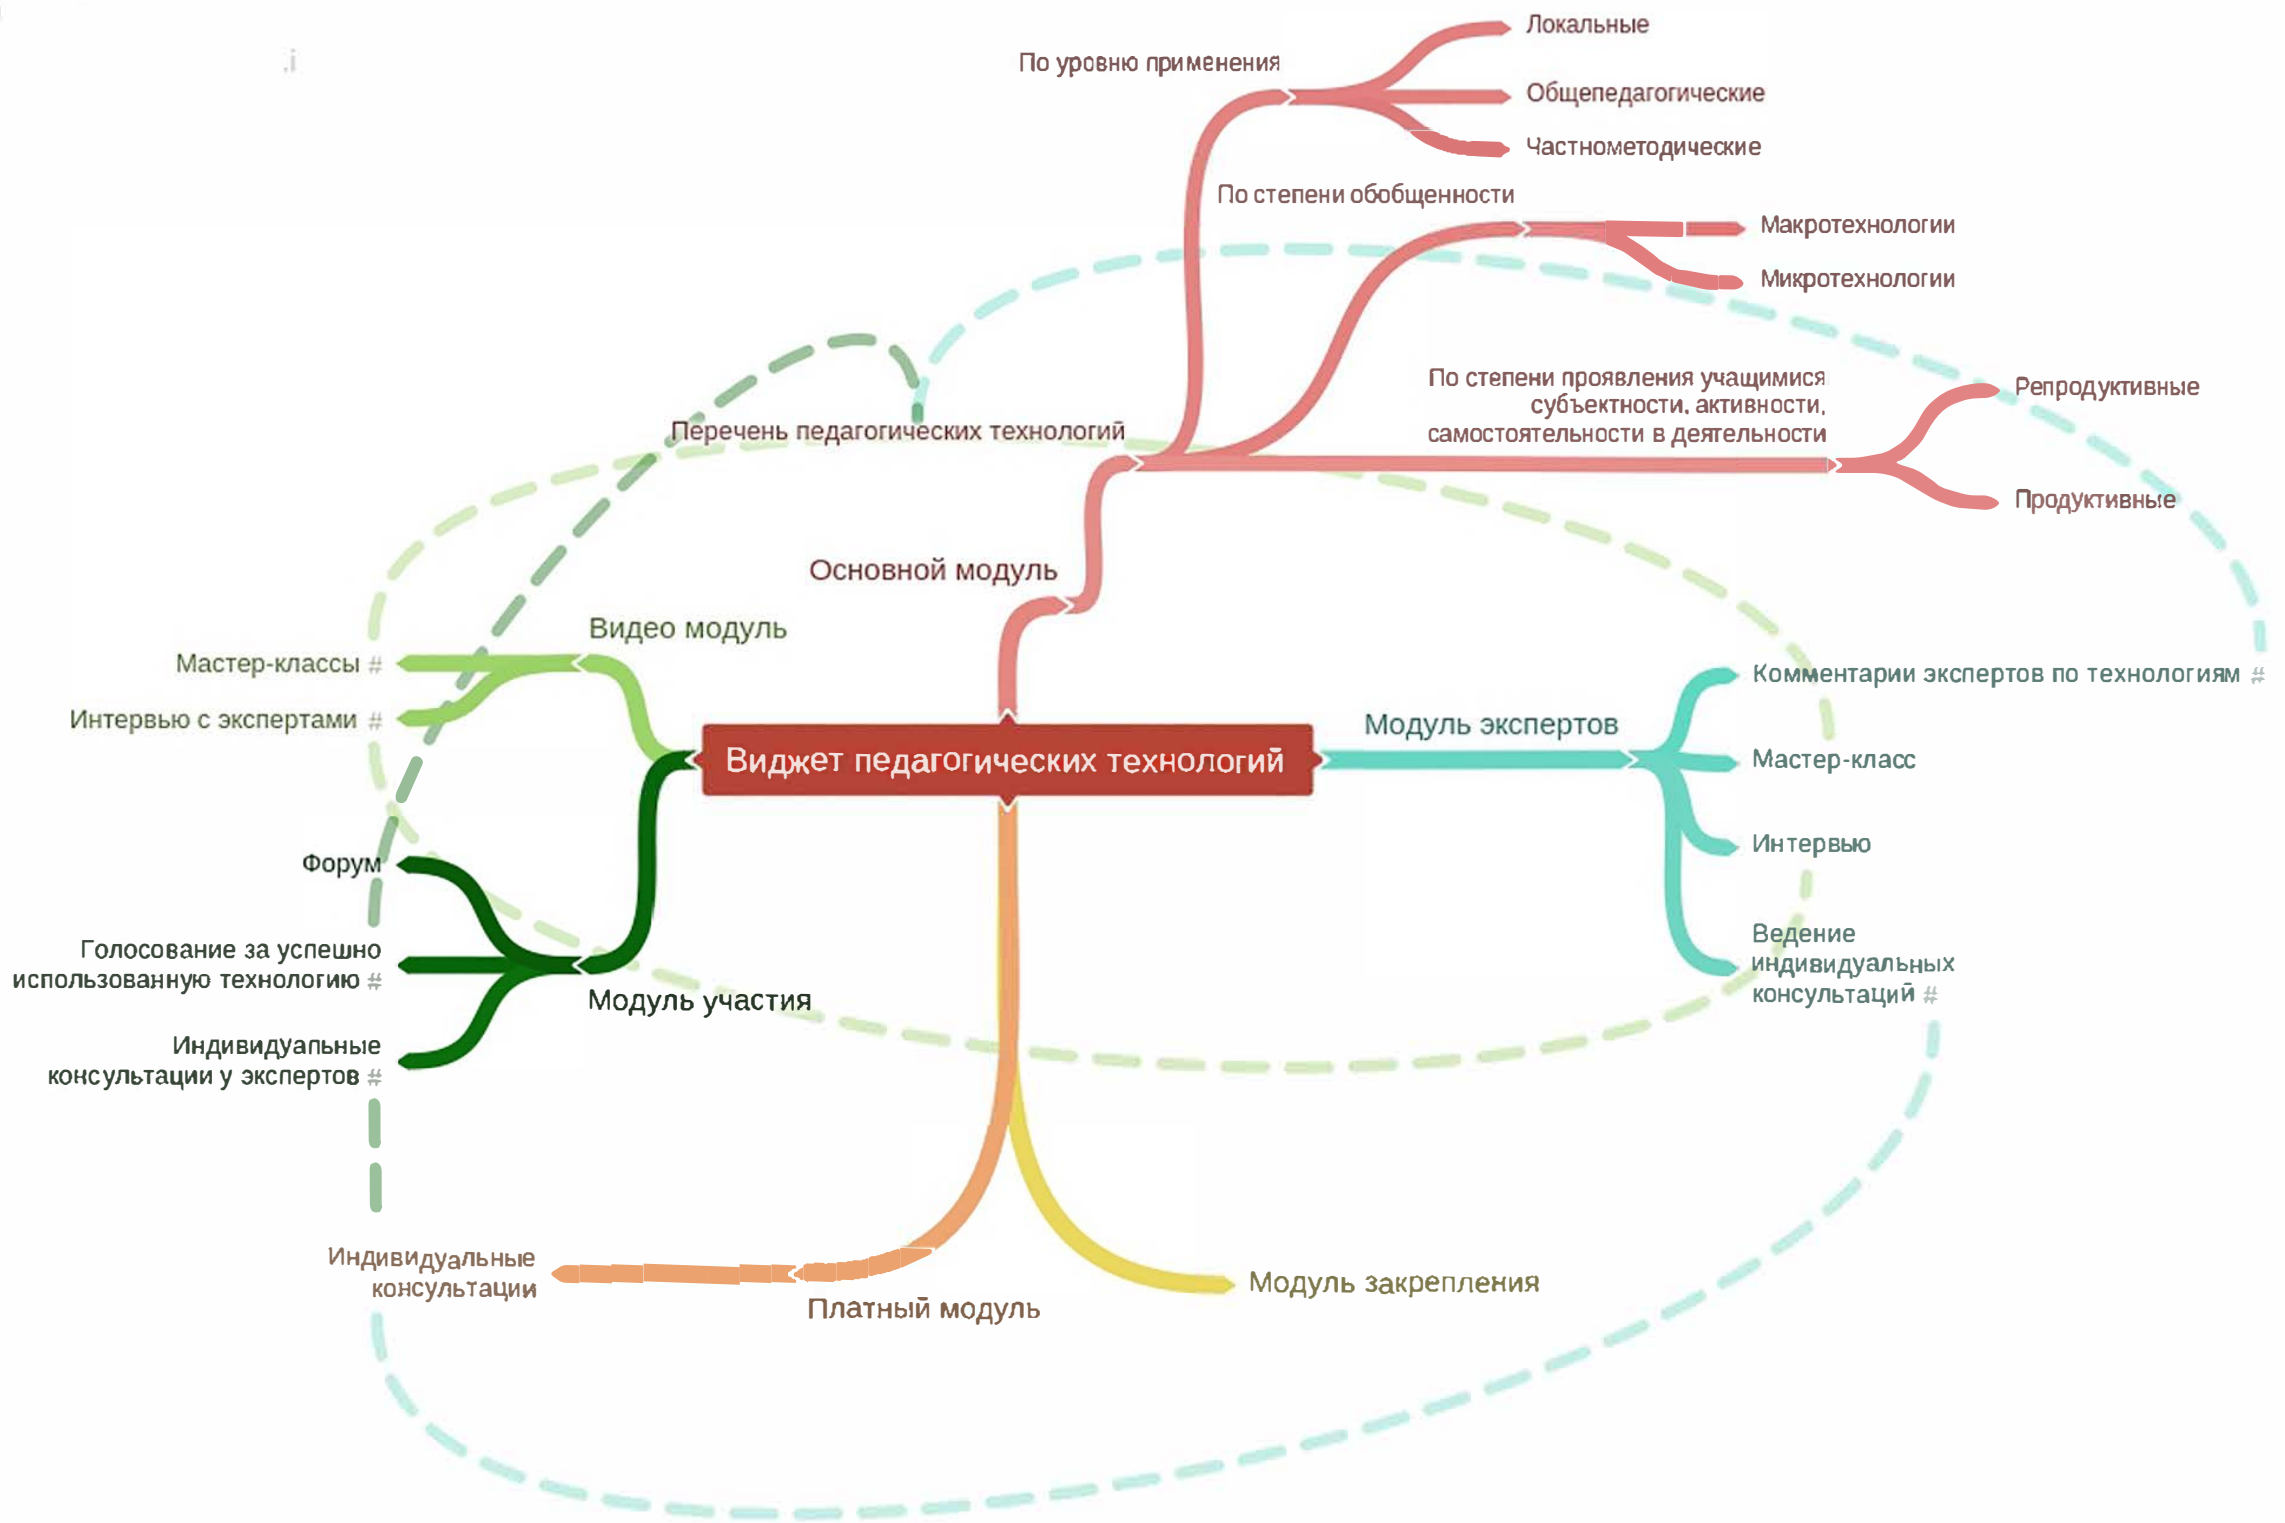 Локальные
По уровню применения
Общепедагогические
Частнометодические
По степени обобщенности
Макротехнологии
Микротехнологии
По степени проявления учащимися
субъектности, активности,
самостоятельности в деятельности
Репродуктивные
Продуктивные
Перечень педагогических технологий
Основной модуль
Видео модуль
Мастер-классы #
Интервью с экспертами #
Виджет педагогических технологий
Модуль экспертов
Комментарии экспертов по технологиям #
Мастер-класс
Интервью
Ведение
индивидуальных
консультаций #
Форум
Голосование за успешно
использованную технологию #
Модуль участия
Индивидуальные
консультации у экспертов #
Индивидуальные
консультации
Платный модуль
Модуль закрепления